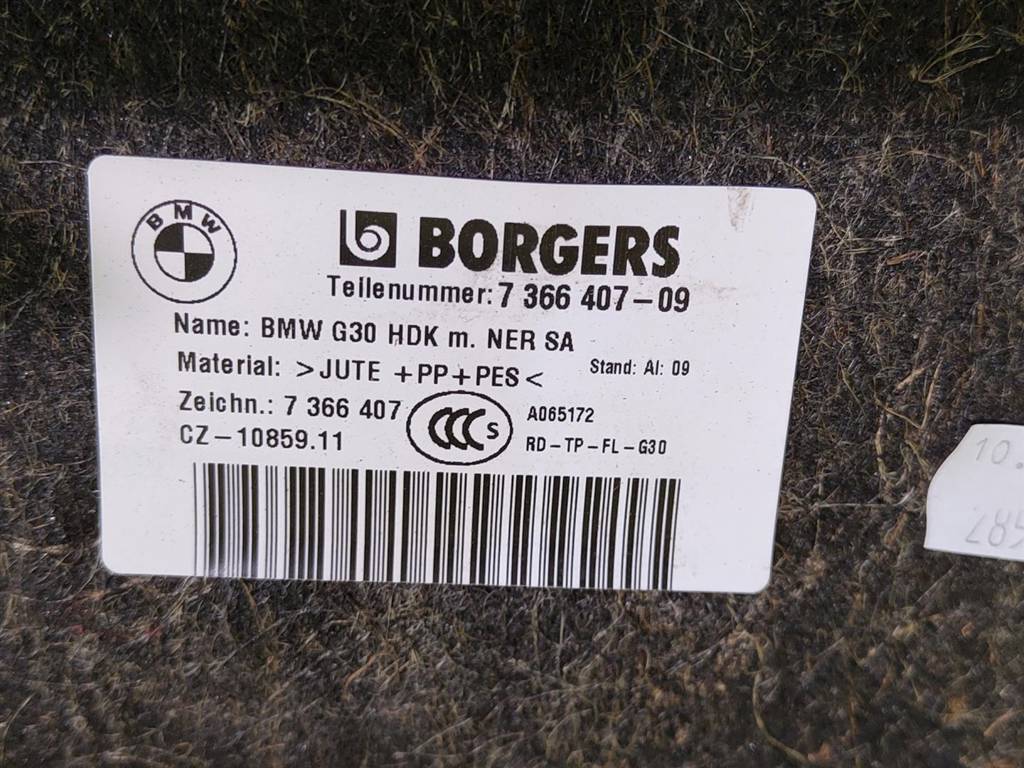 BMW
BORGERS
Teilenummer: 7 366 407-09
Name: BMW G30 HDK m. NER SA
Material: >JUTE +PP+PES<
Stand: AI: 09
Zeichn.: 7 366 407
CCC S
A065172
CZ-10859.11
RD-TP-FL-G30
10.